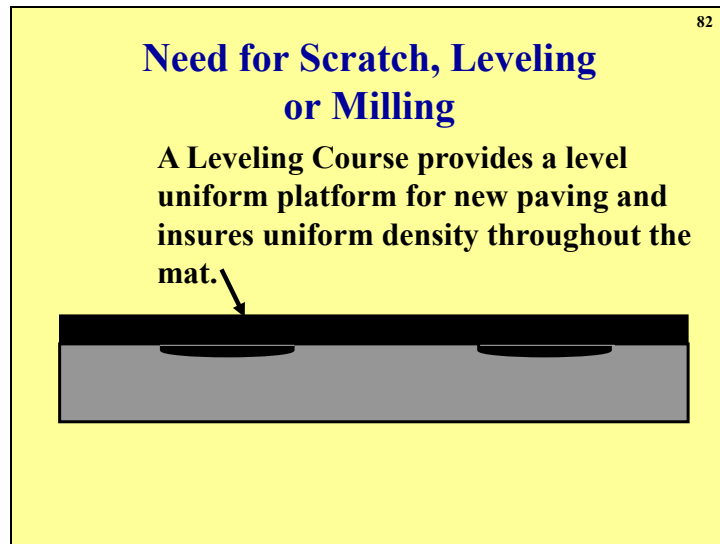 82
Need for Scratch, Leveling
or Milling
A Leveling Course provides a level
uniform platform for new paving and
insures uniform density throughout the
mat.